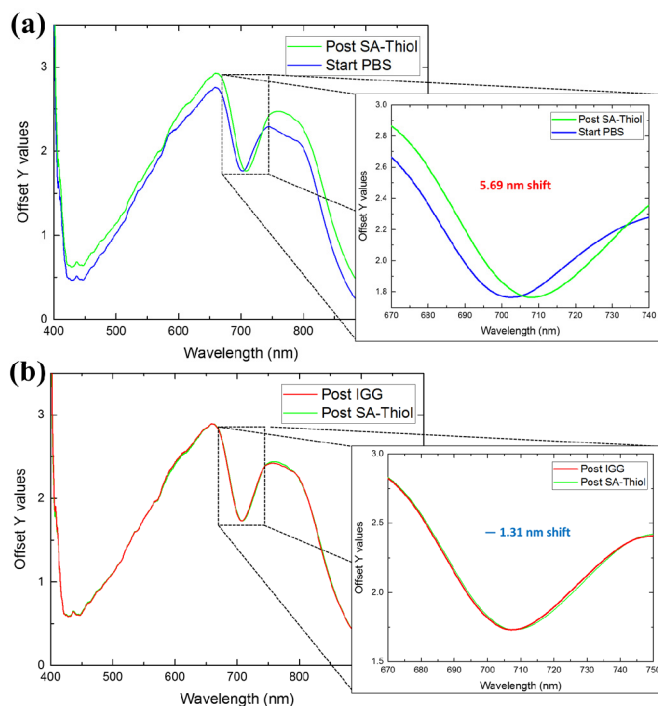 (a)
Post SA-Thiol
Start PBS
Offset Y values
3
2
1
0
400 500 600 700 800
Wavelength (nm)
Post SA-Thiol
Start PBS
5.69 nm shift
Offset Y values
3.0
2.8
2.6
2.4
2.2
2.0
1.8
670 680 690 700 710 720 730 740
Wavelength (nm)
(b)
Post IGG
Post SA-Thiol
Offset Y values
3
2
1
0
400 500 600 700 800
Wavelength (nm)
Post IGG
Post SA-Thiol
— 1.31 nm shift
Offset Y values
3.0
2.5
2.0
1.5
670 680 690 700 710 720 730 740 750
Wavelength (nm)